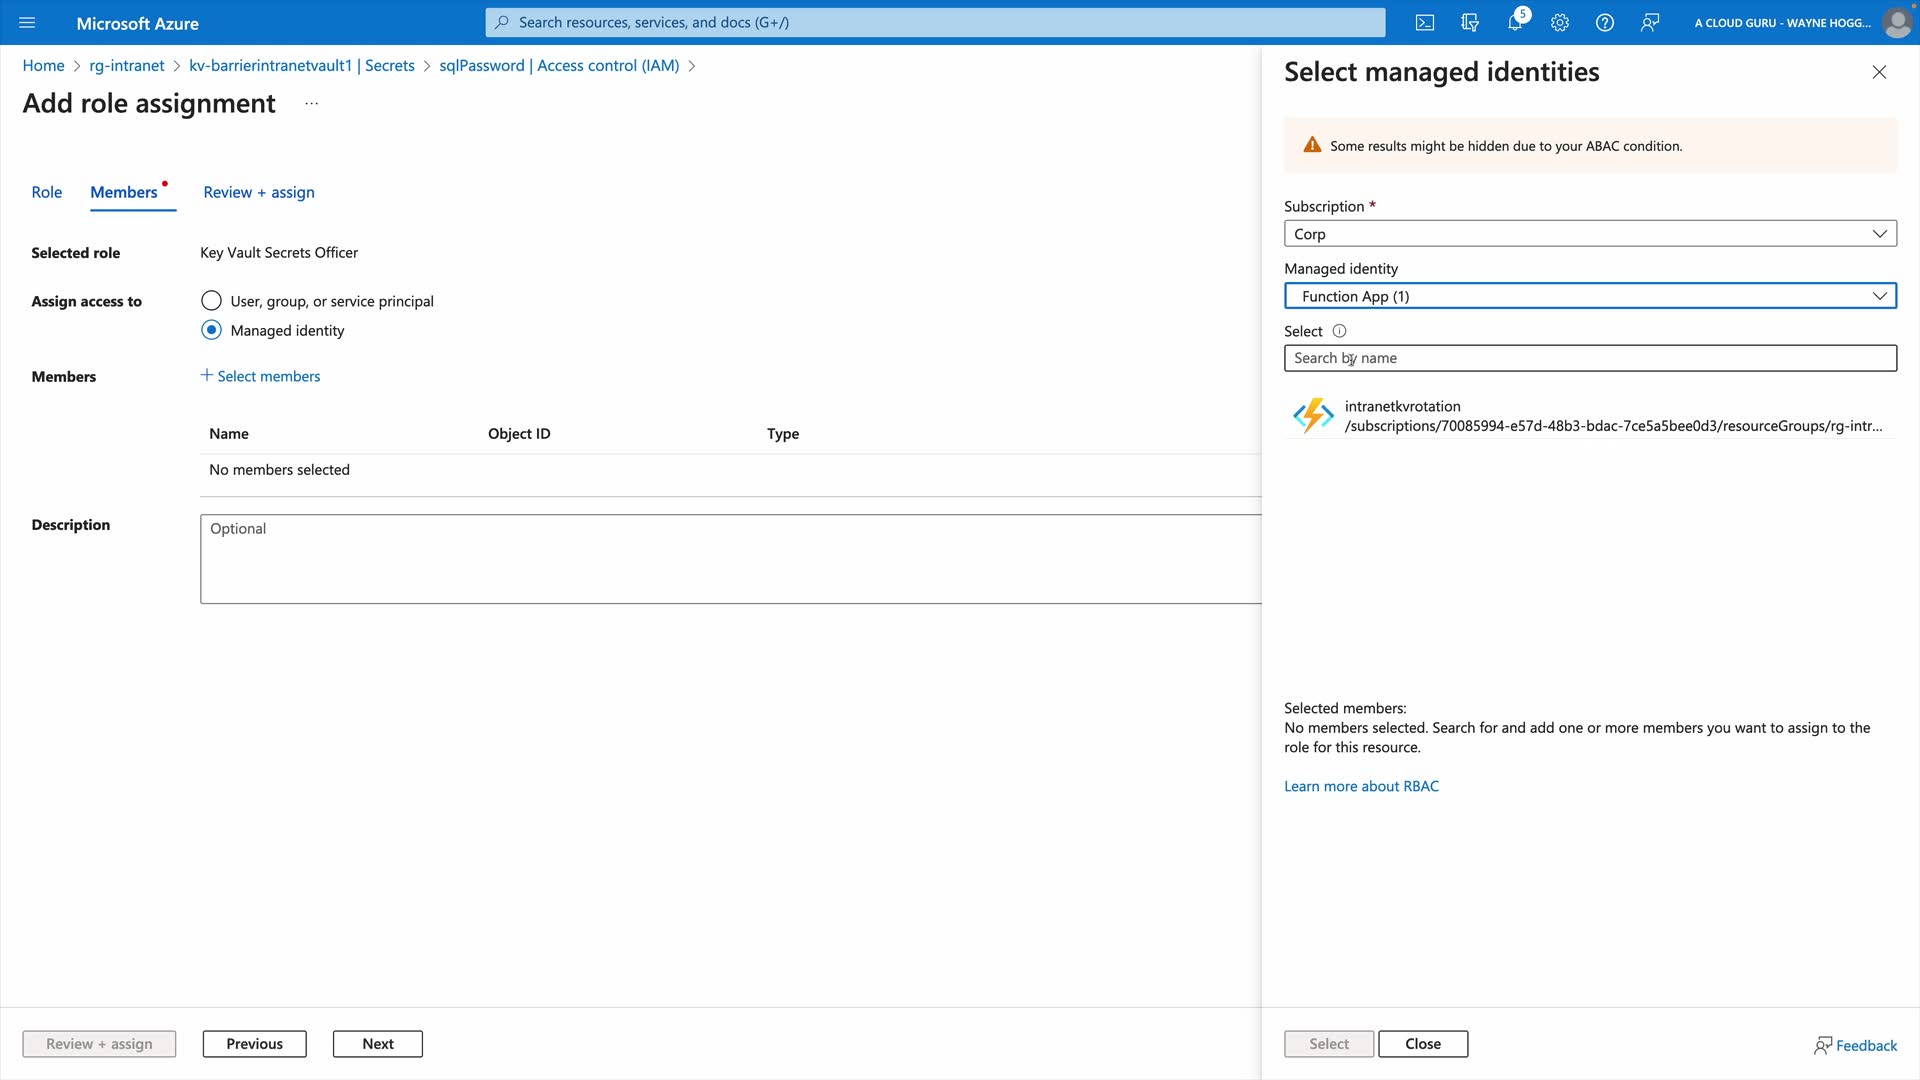 Microsoft Azure
Search resources, services, and docs (G+/)
5
A CLOUD GURU - WAYNE HOGG...
Home > rg-intranet > kv-barrierintranetvault1 | Secrets > sqlPassword | Access control (IAM) >
Add role assignment ...
Role
Members
Review + assign
Selected role
Key Vault Secrets Officer
Assign access to
User, group, or service principal
Managed identity
Members
+ Select members
Name
Object ID
Type
No members selected
Description
Optional
Review + assign
Previous
Next
Select managed identities
Some results might be hidden due to your ABAC condition.
Subscription *
Corp
Managed identity
Function App (1)
Select
Search by name
intranetkvrotation
/subscriptions/70085994-e57d-48b3-bdac-7ce5a5bee0d3/resourceGroups/rg-intr...
Selected members:
No members selected. Search for and add one or more members you want to assign to the
role for this resource.
Learn more about RBAC
Select
Close
Feedback